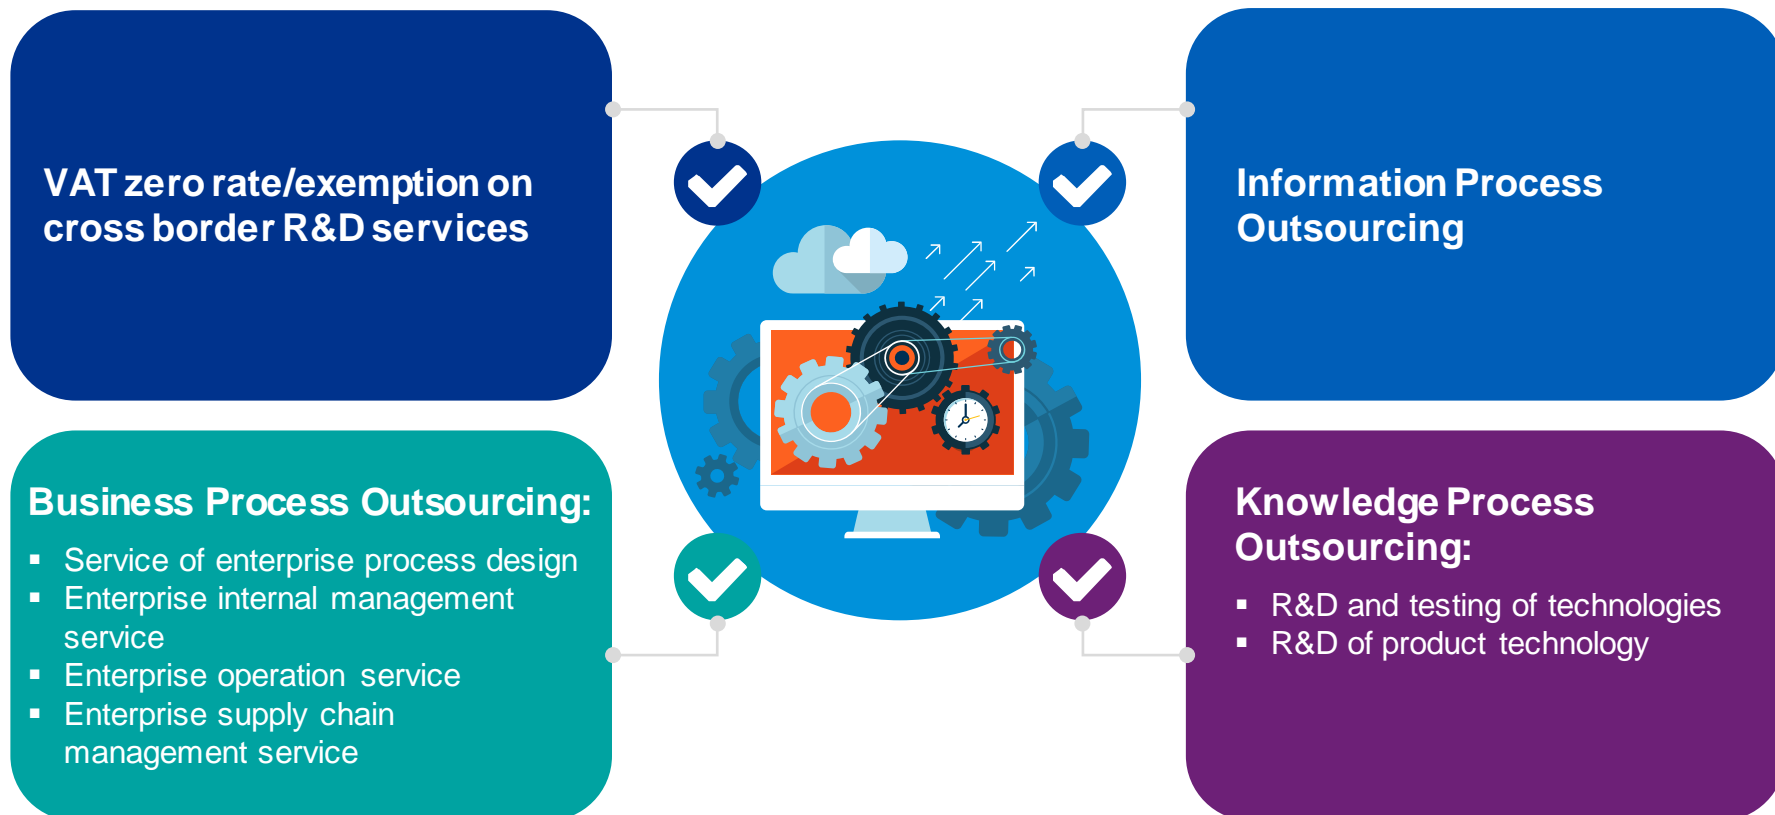 VAT zero rate/exemption on
cross border R&D services
Information Process
Outsourcing
Business Process Outsourcing:
▪ Service of enterprise process design
▪ Enterprise internal management
service
▪ Enterprise operation service
▪ Enterprise supply chain
management service
Knowledge Process
Outsourcing:
▪ R&D and testing of technologies
▪ R&D of product technology